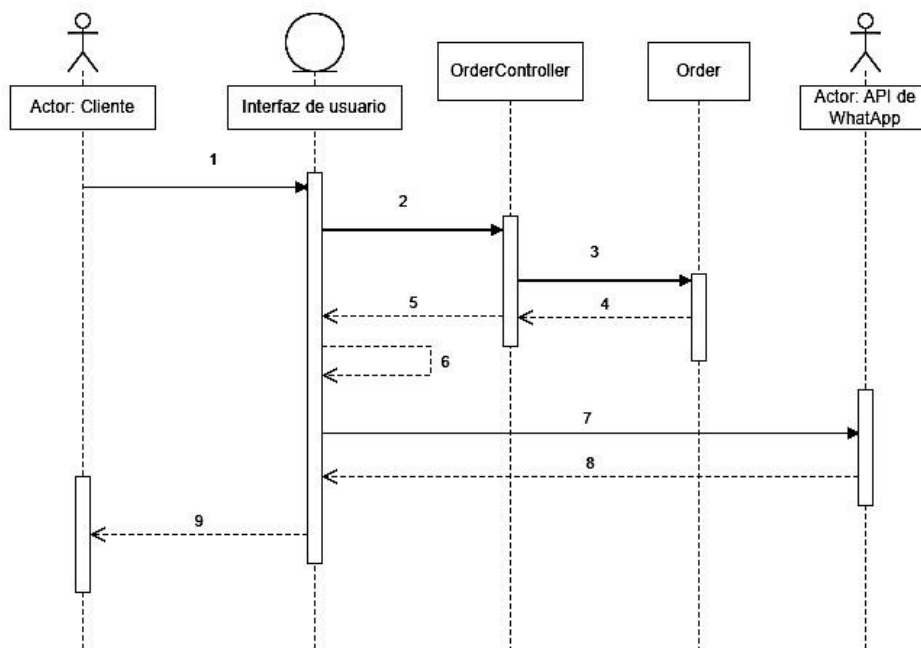 Actor: Cliente
Interfaz de usuario
OrderController
Order
Actor: API de
WhatApp
1
2
3
4
5
6
7
8
9